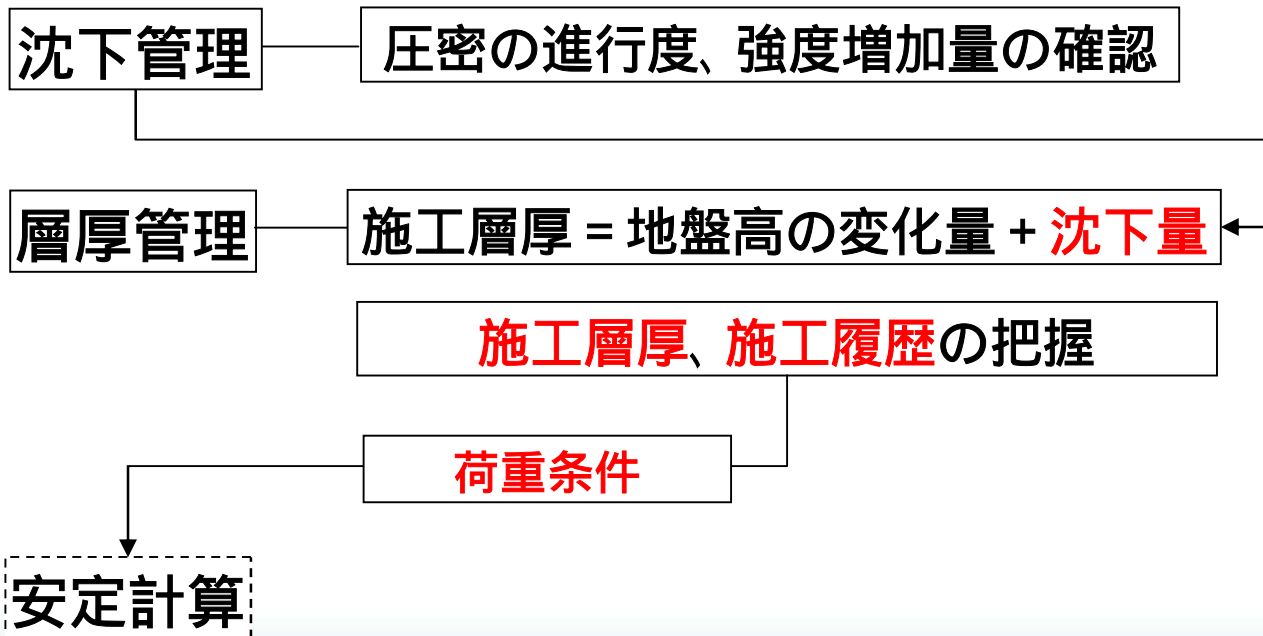 沈下管理
圧密の進行度、強度増加量の確認
層厚管理
施工層厚 = 地盤高の変化量 + 沈下量
施工層厚、施工履歴の把握
荷重条件
安定計算